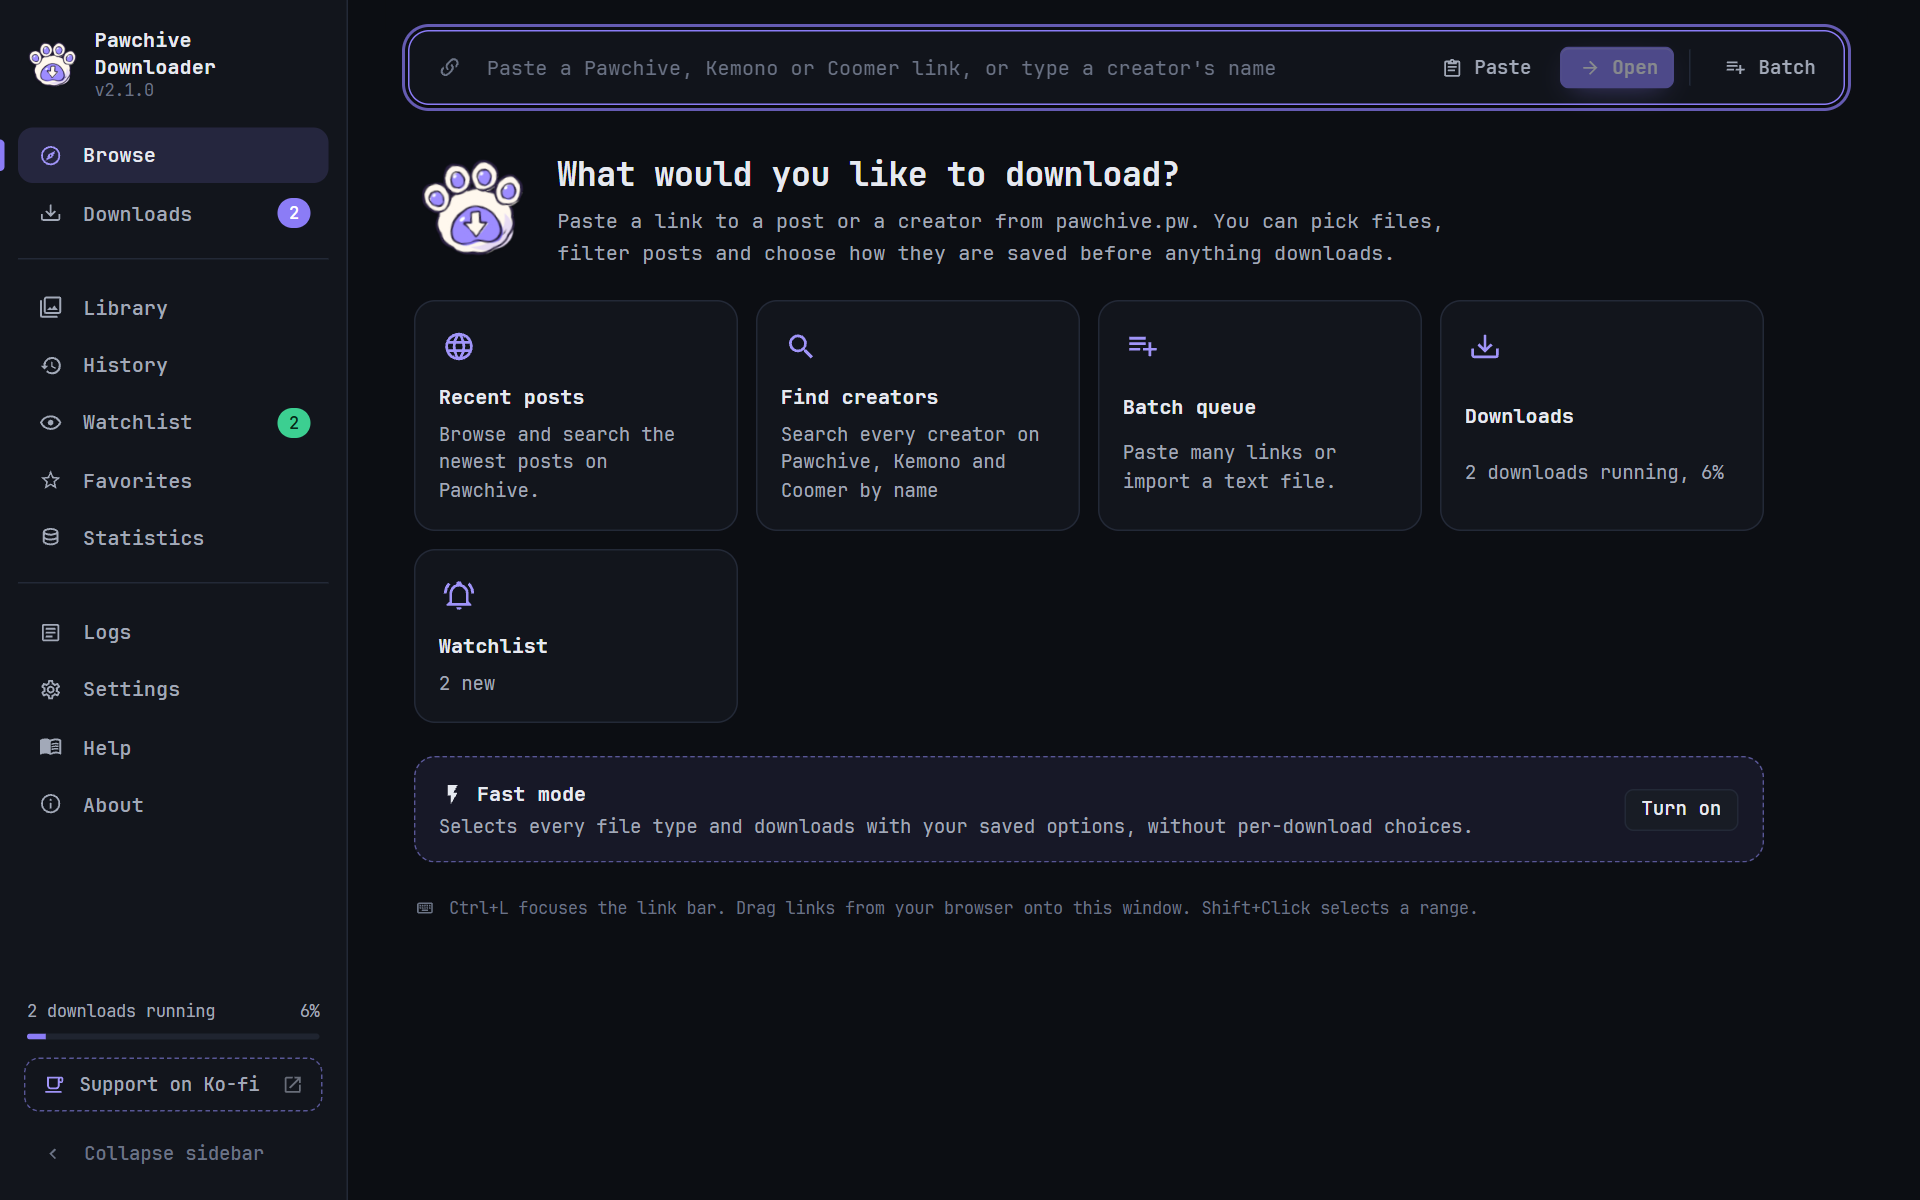 Pawchive
Downloader
v2.1.0
Browse
Downloads
2
Library
History
Watchlist
2
Favorites
Statistics
Logs
Settings
Help
About
2 downloads running
6%
Support on Ko-fi
Collapse sidebar
Paste a Pawchive, Kemono or Coomer link, or type a creator's name
Paste
Open
Batch
What would you like to download?
Paste a link to a post or a creator from pawchive.pw. You can pick files,
filter posts and choose how they are saved before anything downloads.
Recent posts
Browse and search the
newest posts on
Pawchive.
Find creators
Search every creator on
Pawchive, Kemono and
Coomer by name
Batch queue
Paste many links or
import a text file.
Downloads
2 downloads running, 6%
Watchlist
2 new
Fast mode
Selects every file type and downloads with your saved options, without per-download choices.
Turn on
Ctrl+L focuses the link bar. Drag links from your browser onto this window. Shift+Click selects a range.